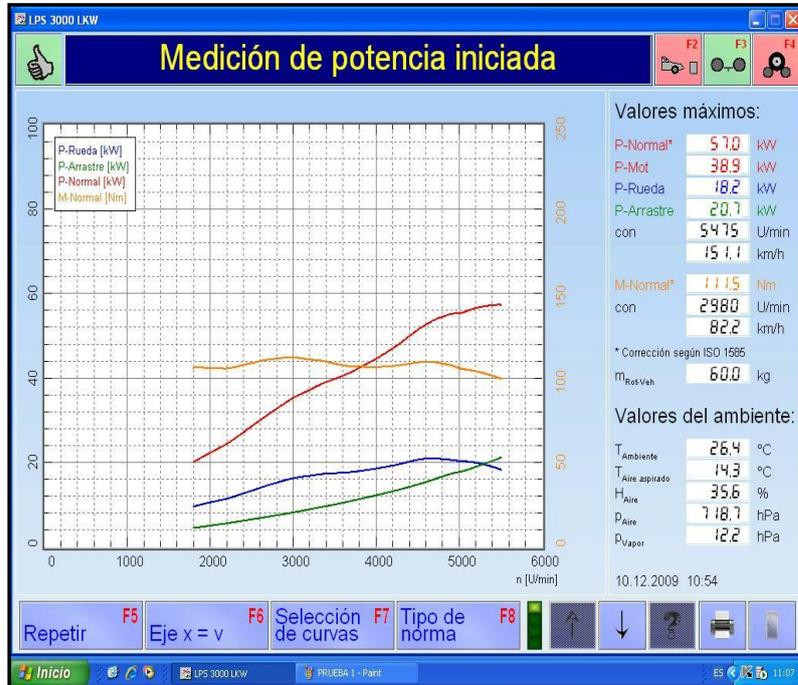 LPS 3000 LKW
Medición de potencia iniciada
F2
F3
F4
P-Rueda [kW]
P-Arrastre [kW]
P-Normal [kW]
M-Normal [Nm]
100
80
60
40
20
0
250
200
150
100
50
0
0 1000 2000 3000 4000 5000 6000
n [U/min]
Valores máximos:
P-Normal* 57,0 kW
P-Mot 38,9 kW
P-Rueda 18,2 kW
P-Arrastre 20,7 kW
con 5475 U/min
151,1 km/h
M-Normal* 111,5 Nm
con 2980 U/min
82,2 km/h
* Corrección según ISO 1585
mRot-Veh 60,0 kg
Valores del ambiente:
TAmbiente 26,4 °C
TAire aspirado 14,3 °C
HAire 35,6 %
pAire 718,7 hPa
pVapor 12,2 hPa
10.12.2009 10:54
Repetir F5
Eje x = v F6
Selección de curvas F7
Tipo de norma F8
Inicio
LPS 3000 LKW
PRUEBA 1 - Paint
ES
11:07